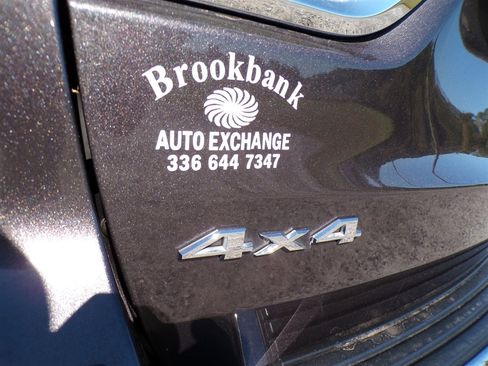 Brookbank
AUTO EXCHANGE
336 644 7347
4x4